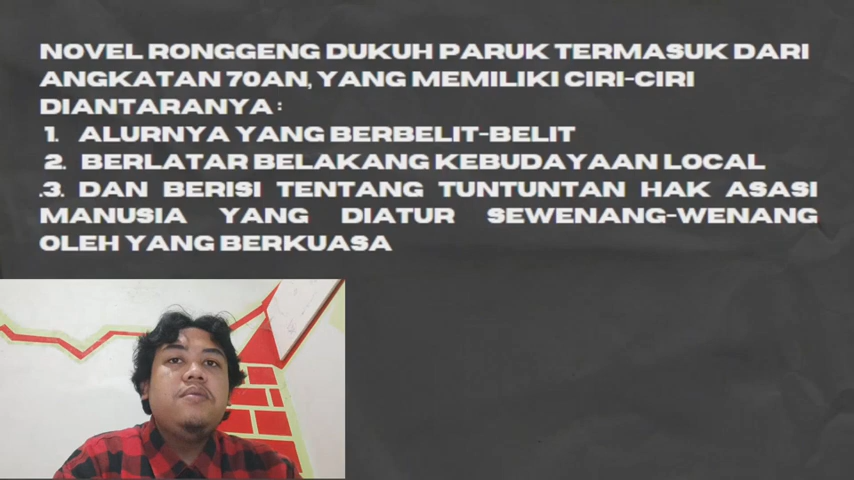 NOVEL RONGGENG DUKUH PARUK TERMASUK DARI
ANGKATAN 70AN, YANG MEMILIKI CIRI-CIRI
DIANTARANYA :
1. ALURNYA YANG BERBELIT-BELIT
2. BERLATAR BELAKANG KEBUDAYAAN LOCAL
.3. DAN BERISI TENTANG TUNTUNTAN HAK ASASI
MANUSIA YANG DIATUR SEWENANG-WENANG
OLEH YANG BERKUASA